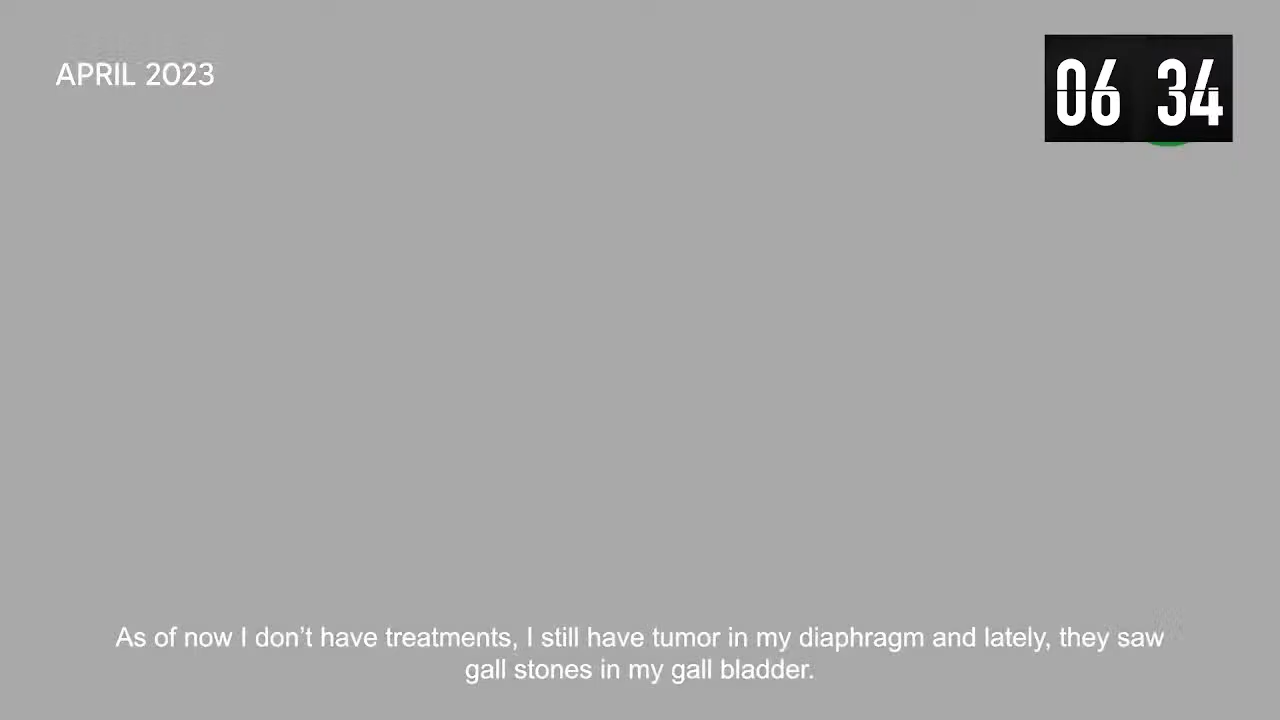 APRIL 2023
06 34
As of now I don’t have treatments, I still have tumor in my diaphragm and lately, they saw
gall stones in my gall bladder.